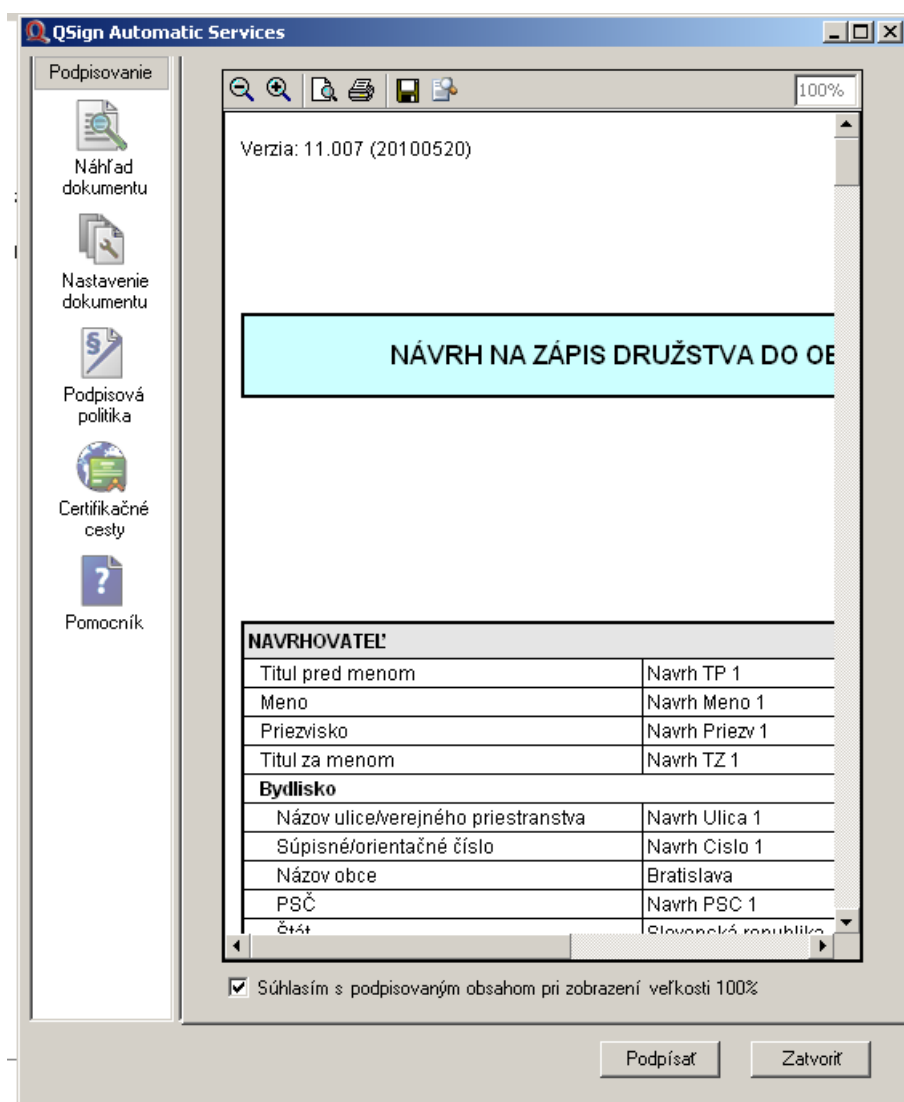 QSign Automatic Services
Podpisovanie
Náhľad
dokumentu
Nastavenie
dokumentu
Podpisová
politika
Certifikačné
cesty
Pomocník
100%
Verzia: 11.007 (20100520)
NÁVRH NA ZÁPIS DRUŽSTVA DO OB
NAVRHOVATEĽ
Titul pred menom Navrh TP 1
Meno Navrh Meno 1
Priezvisko Navrh Priezv 1
Titul za menom Navrh TZ 1
Bydlisko
Názov ulice/verejného priestranstva Navrh Ulica 1
Súpisné/orientačné číslo Navrh Cislo 1
Názov obce Bratislava
PSČ Navrh PSC 1
Štát Slovenská republika
Súhlasím s podpisovaným obsahom pri zobrazení veľkosti 100%
Podpísať Zatvoriť